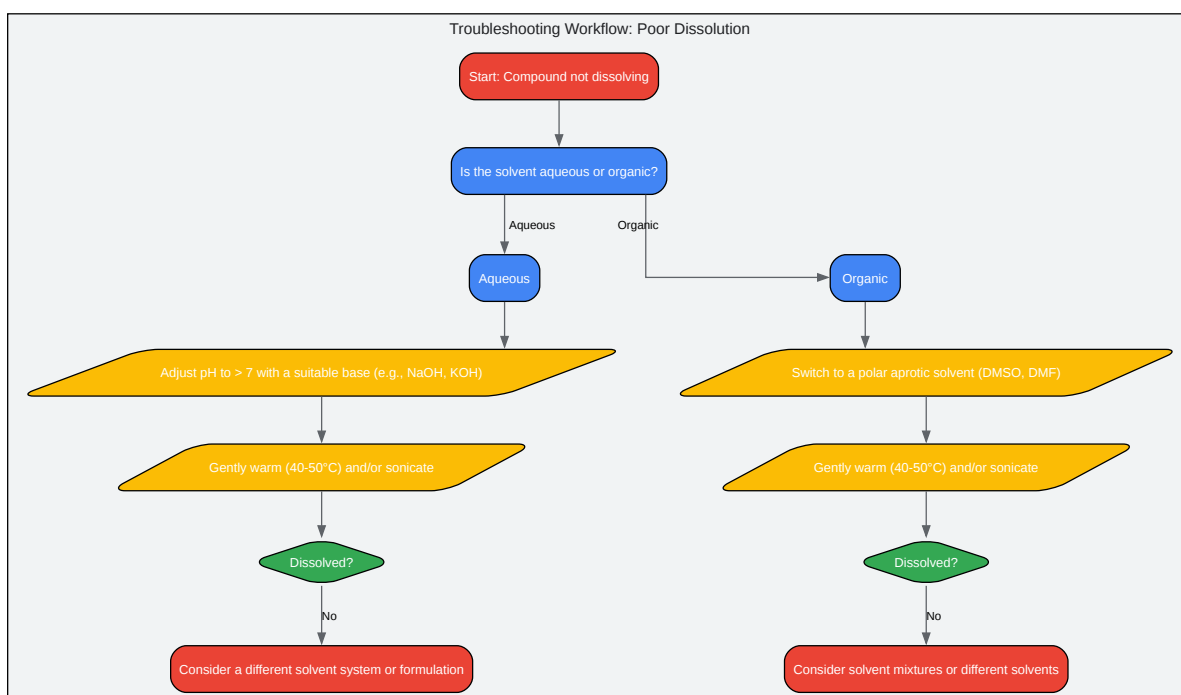 Troubleshooting Workflow: Poor Dissolution
Start: Compound not dissolving
Is the solvent aqueous or organic?
Aqueous
Organic
Aqueous
Organic
Adjust pH to > 7 with a suitable base (e.g., NaOH, KOH)
Switch to a polar aprotic solvent (DMSO, DMF)
Gently warm (40-50°C) and/or sonicate
Gently warm (40-50°C) and/or sonicate
Dissolved?
Dissolved?
No
No
Consider a different solvent system or formulation
Consider solvent mixtures or different solvents